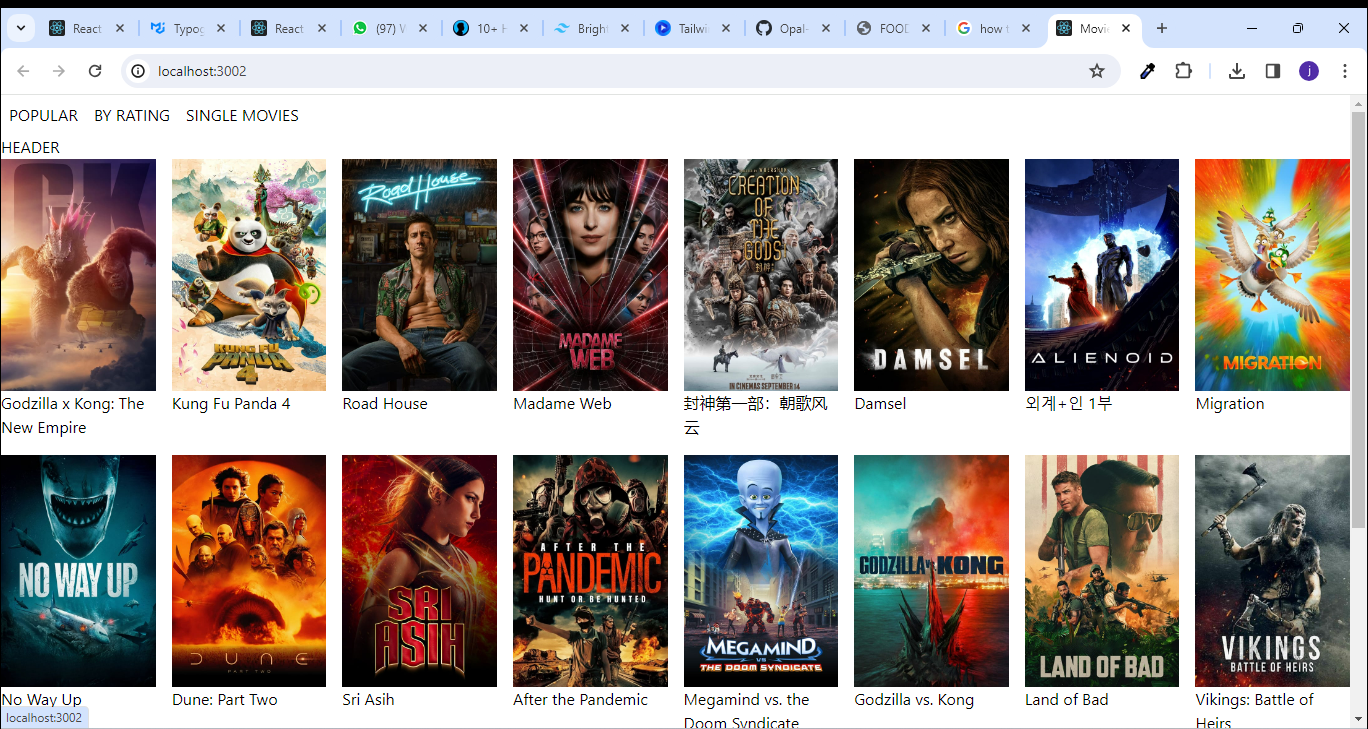 React
Typog
React
(97) W
10+ H
Bright
Tailwi
Opal-
FOOD
how t
Movie
localhost:3002
j
POPULAR BY RATING SINGLE MOVIES
HEADER
GK
KUNG FU
PANDA
4
Road House
MADAME
WEB
CREATION
OF
THE
GODS
封神
IN CINEMAS SEPTEMBER 14
DAMSEL
ALIENOID
MIGRATION
Godzilla x Kong: The
New Empire
Kung Fu Panda 4
Road House
Madame Web
封神第一部：朝歌风
云
Damsel
외계+인 1부
Migration
NO WAY UP
DUNE
PART TWO
SRI
ASIH
AFTER THE
PANDEMIC
HUNT OR BE HUNTED
MEGAMIND
VS
THE DOOM SYNDICATE
GODZILLA VS. KONG
LAND OF BAD
VIKINGS
BATTLE OF HEIRS
No Way Up
Dune: Part Two
Sri Asih
After the Pandemic
Megamind vs. the
Doom Syndicate
Godzilla vs. Kong
Land of Bad
Vikings: Battle of
Heirs
localhost:3002